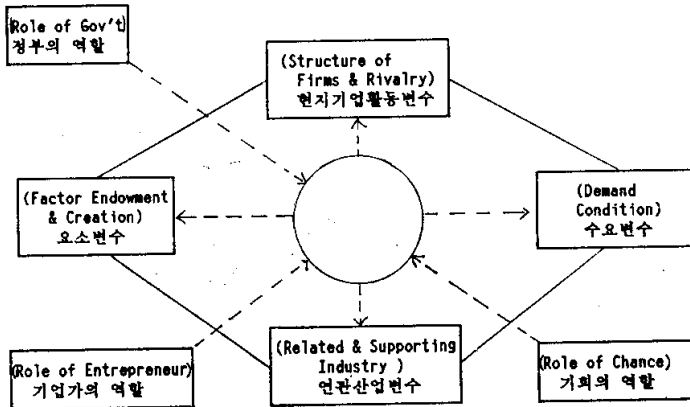 (Role of Gov't)
정부의 역할
(Structure of
Firms & Rivalry)
현지기업활동변수
(Factor Endowment
& Creation)
요소변수
(Demand
Condition)
수요변수
(Role of Entrepreneur)
기업가의 역할
(Related & Supporting
Industry )
연관산업변수
(Role of Chance)
기회의 역할